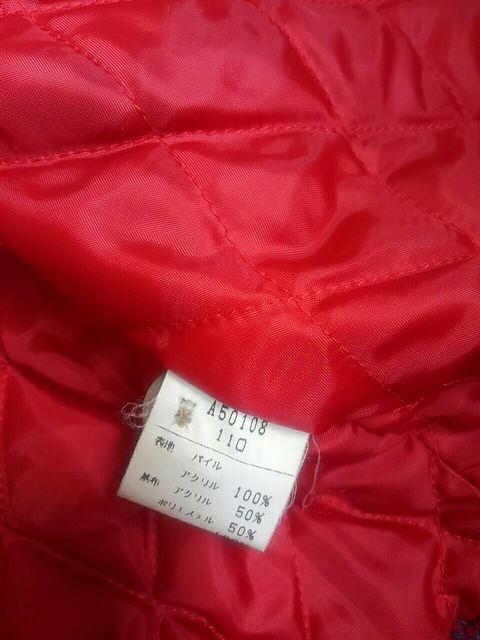 A50108
110
表地 パイル
アクリル 100%
基布 アクリル 50%
ポリエステル 50%